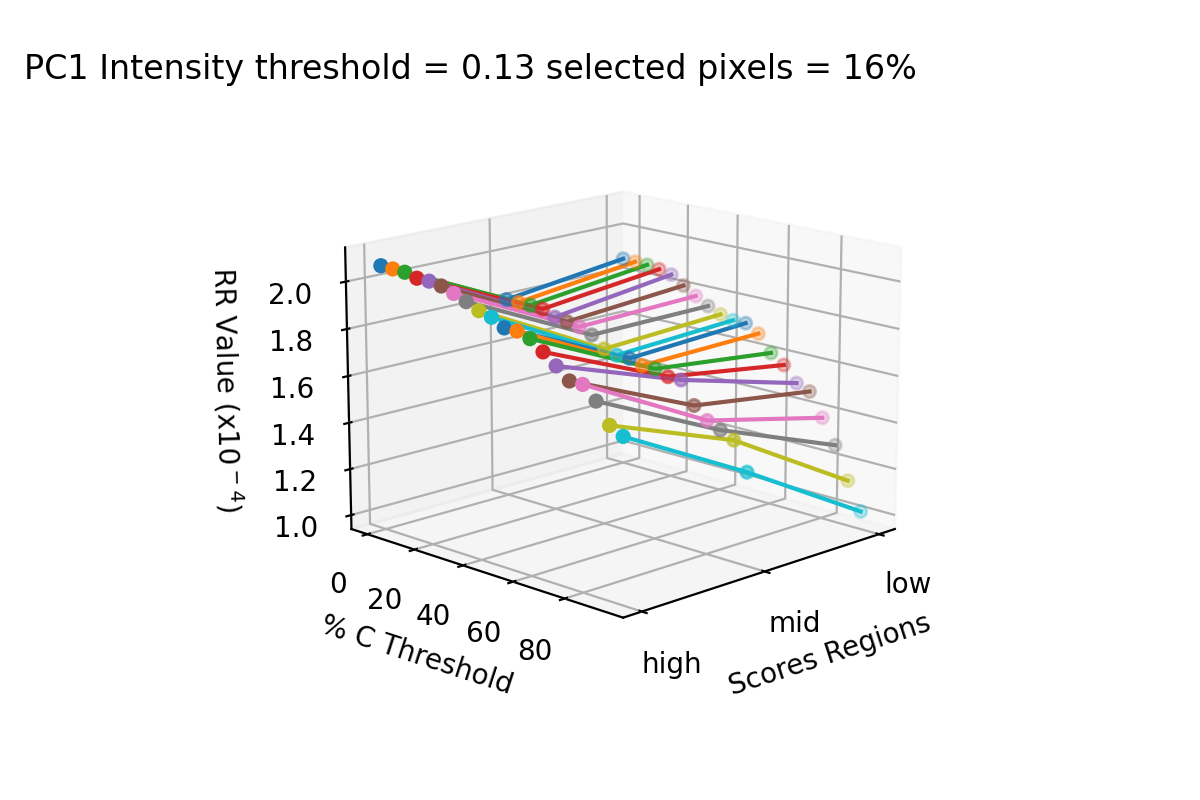 PC1 Intensity threshold = 0.13 selected pixels = 16%
RR Value (x10⁻⁴)
2.0
1.8
1.6
1.4
1.2
1.0
0
20
40
60
80
% C Threshold
high
mid
low
Scores Regions